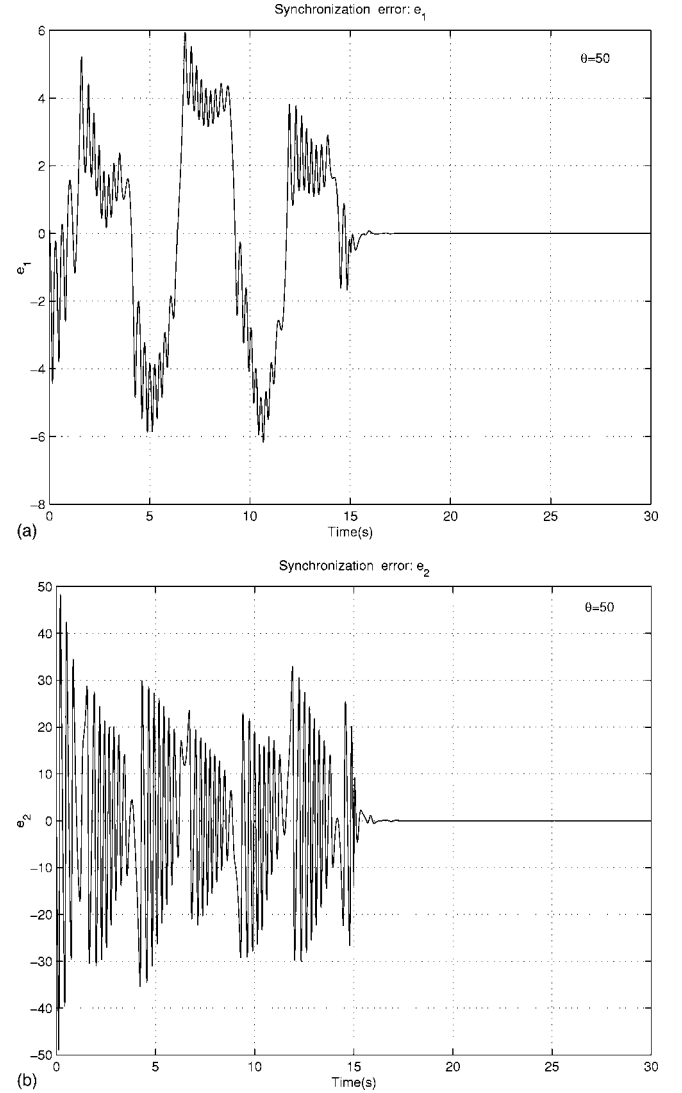 Synchronization error: e1
θ=50
6
4
2
0
−2
−4
−6
−8
e1
0 5 10 15 20 25 30
Time(s)
(a)
Synchronization error: e2
θ=50
50
40
30
20
10
0
−10
−20
−30
−40
−50
e2
0 5 10 15 20 25 30
Time(s)
(b)